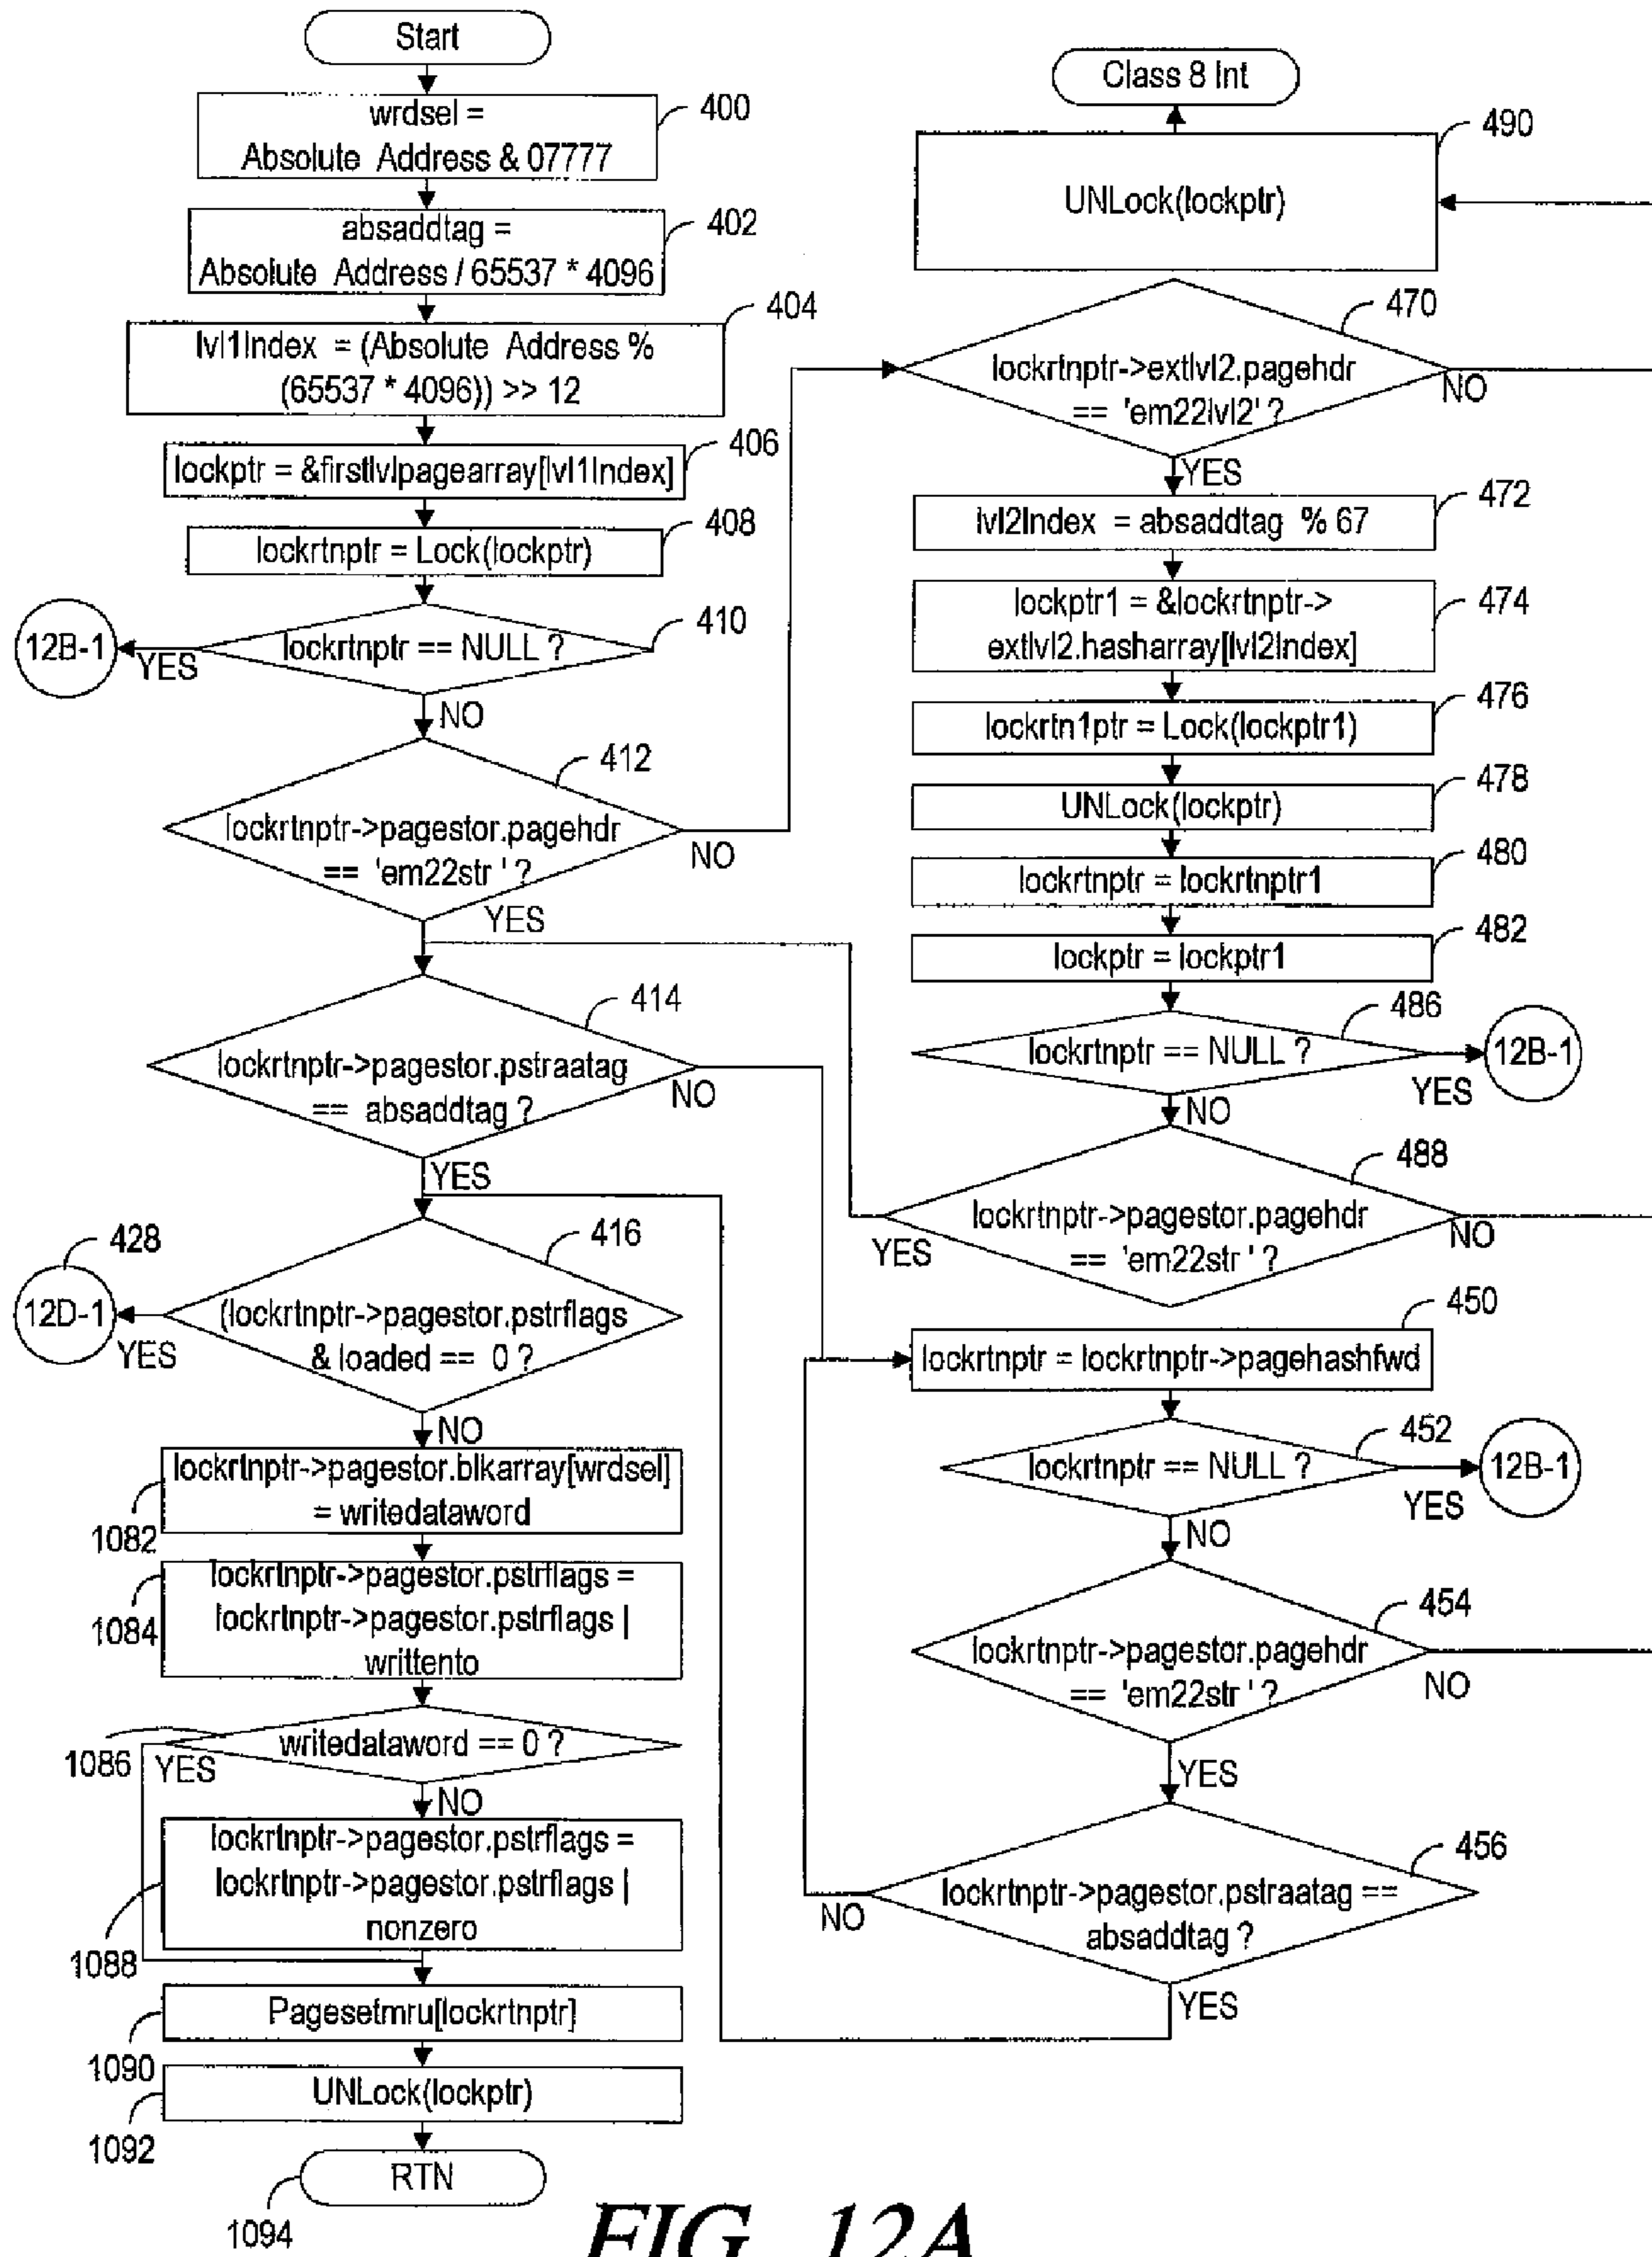 Start
wrdsel =
Absolute Address & 07777
400
absaddtag =
Absolute Address / 65537 * 4096
402
lvl1Index = (Absolute Address %
(65537 * 4096)) >> 12
404
lockptr = &firstlvlpagearray[lvl1Index]
406
lockrtnptr = Lock(lockptr)
408
lockrtnptr == NULL ?
410
12B-1
YES
NO
lockrtnptr->pagestor.pagehdr
== 'em22str ' ?
412
NO
YES
lockrtnptr->pagestor.pstraatag
== absaddtag ?
414
NO
YES
(lockrtnptr->pagestor.pstrflags
& loaded == 0 ?
416
428
12D-1
YES
NO
lockrtnptr->pagestor.blkarray[wrdsel]
= writedataword
1082
lockrtnptr->pagestor.pstrflags =
lockrtnptr->pagestor.pstrflags |
writtento
1084
writedataword == 0 ?
1086
YES
NO
lockrtnptr->pagestor.pstrflags =
lockrtnptr->pagestor.pstrflags |
nonzero
1088
Pagesetmru[lockrtnptr]
1090
UNLock(lockptr)
1092
RTN
1094
Class 8 Int
UNLock(lockptr)
490
lockrtnptr->extlvl2.pagehdr
== 'em22lvl2' ?
470
NO
YES
lvl2Index = absaddtag % 67
472
lockptr1 = &lockrtnptr->
extlvl2.hasharray[lvl2Index]
474
lockrtn1ptr = Lock(lockptr1)
476
UNLock(lockptr)
478
lockrtnptr = lockrtnptr1
480
lockptr = lockptr1
482
lockrtnptr == NULL ?
486
12B-1
YES
NO
lockrtnptr->pagestor.pagehdr
== 'em22str ' ?
488
YES
NO
lockrtnptr = lockrtnptr->pagehashfwd
450
lockrtnptr == NULL ?
452
12B-1
YES
NO
lockrtnptr->pagestor.pagehdr
== 'em22str ' ?
454
NO
YES
lockrtnptr->pagestor.pstraatag ==
absaddtag ?
456
NO
YES
FIG. 12A